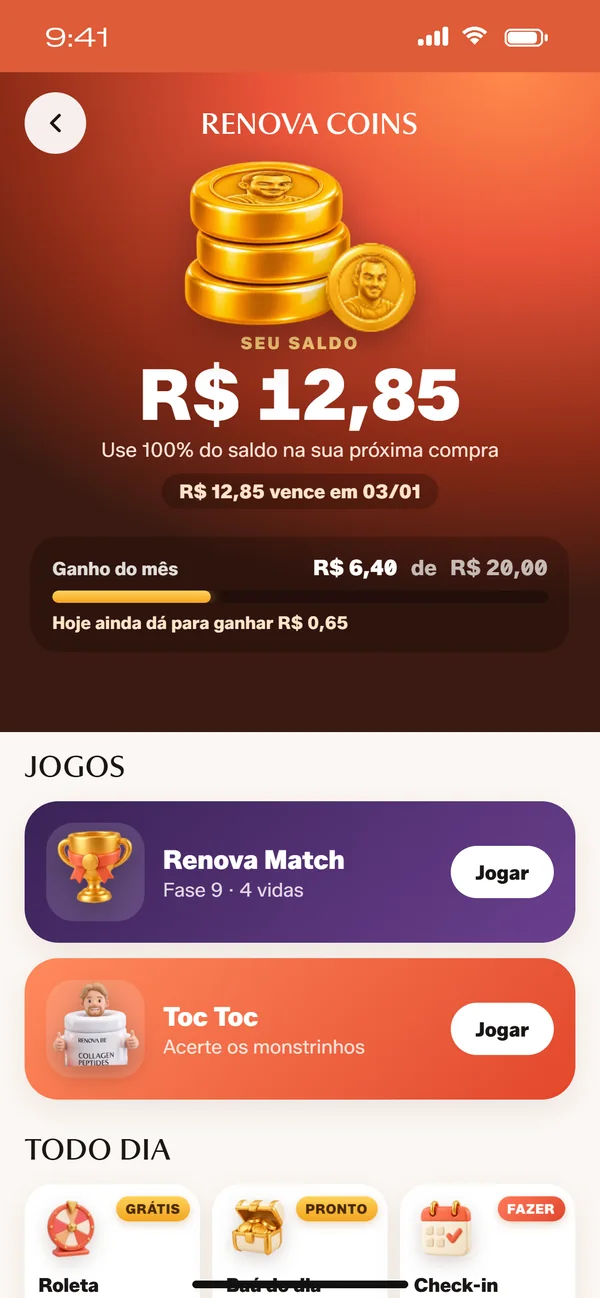 9:41
RENOVA COINS
SEU SALDO
R$ 12,85
Use 100% do saldo na sua próxima compra
R$ 12,85 vence em 03/01
Ganho do mês R$ 6,40 de R$ 20,00
Hoje ainda dá para ganhar R$ 0,65
JOGOS
Renova Match
Fase 9 · 4 vidas
Jogar
RENOVA BE
COLLAGEN
PEPTIDES
Toc Toc
Acerte os monstrinhos
Jogar
TODO DIA
GRÁTIS
PRONTO
FAZER
Roleta
Baú do dia
Check-in